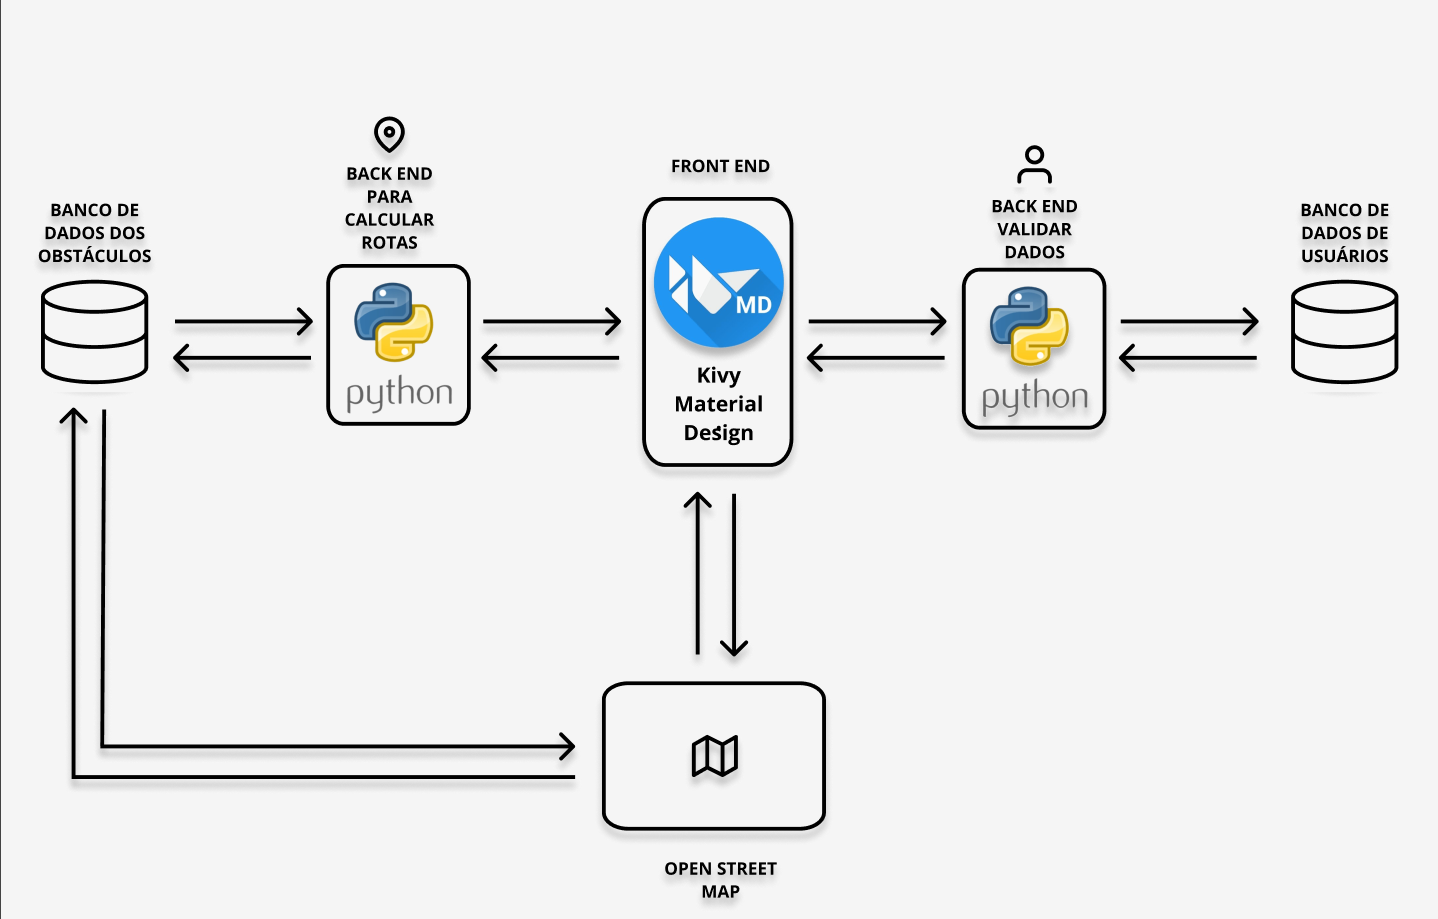 BACK END
PARA
CALCULAR
ROTAS
FRONT END
BACK END
VALIDAR
DADOS
BANCO DE
DADOS DOS
OBSTÁCULOS
BANCO DE
DADOS DE
USUÁRIOS
python
MD
Kivy
Material
Design
python
OPEN STREET
MAP